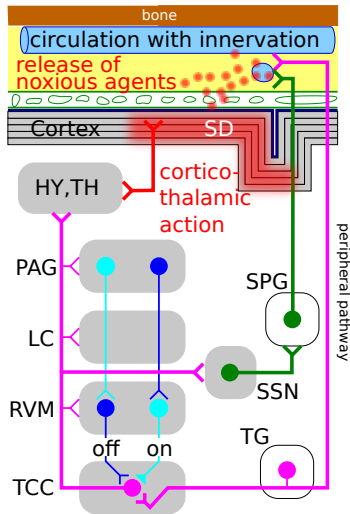 bone
circulation with innervation
release of
noxious agents
Cortex
SD
HY,TH
cortico-
thalamic
action
peripheral pathway
PAG
SPG
LC
SSN
RVM
off
on
TG
TCC